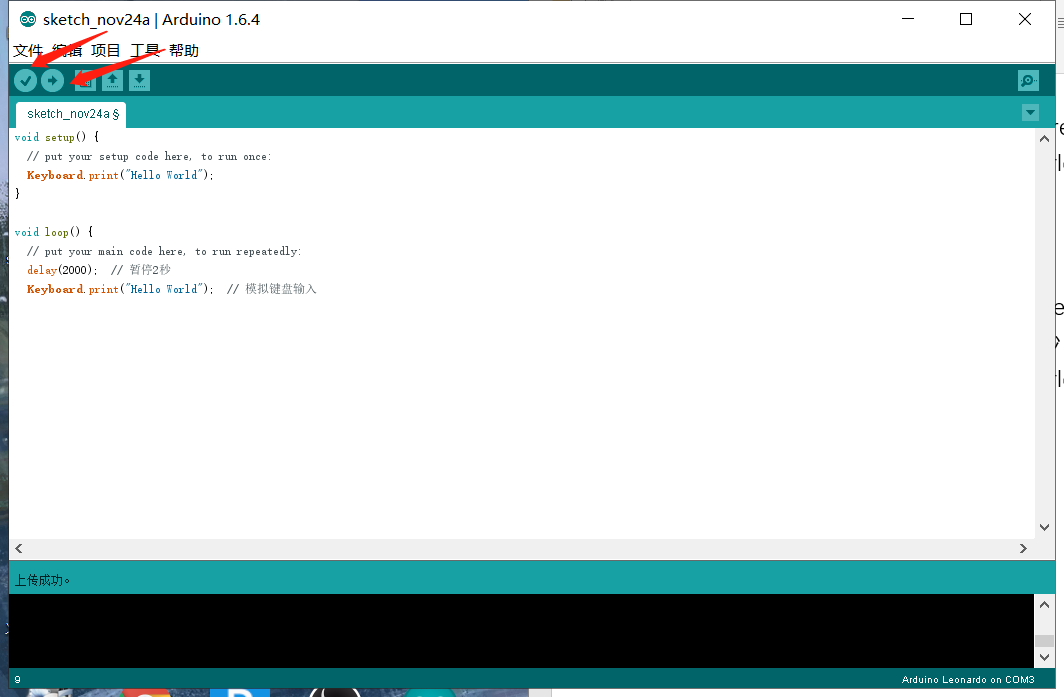 sketch_nov24a | Arduino 1.6.4
文件 编辑 项目 工具 帮助
sketch_nov24a §
void setup() {
// put your setup code here, to run once:
Keyboard.print("Hello World");
}
void loop() {
// put your main code here, to run repeatedly:
delay(2000); // 暂停2秒
Keyboard.print("Hello World"); // 模拟键盘输入
上传成功。
9
Arduino Leonardo on COM3